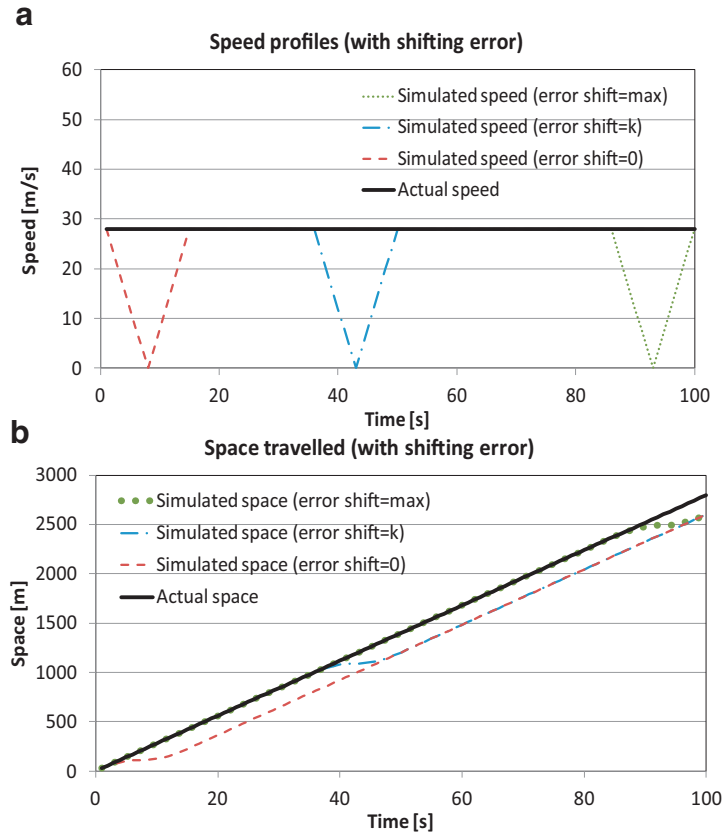 a
Speed profiles (with shifting error)
60
50
40
30
20
10
0
Speed [m/s]
Simulated speed (error shift=max)
Simulated speed (error shift=k)
Simulated speed (error shift=0)
Actual speed
0 20 40 60 80 100
Time [s]
b
Space travelled (with shifting error)
3000
2500
2000
1500
1000
500
0
Space [m]
Simulated space (error shift=max)
Simulated space (error shift=k)
Simulated space (error shift=0)
Actual space
0 20 40 60 80 100
Time [s]